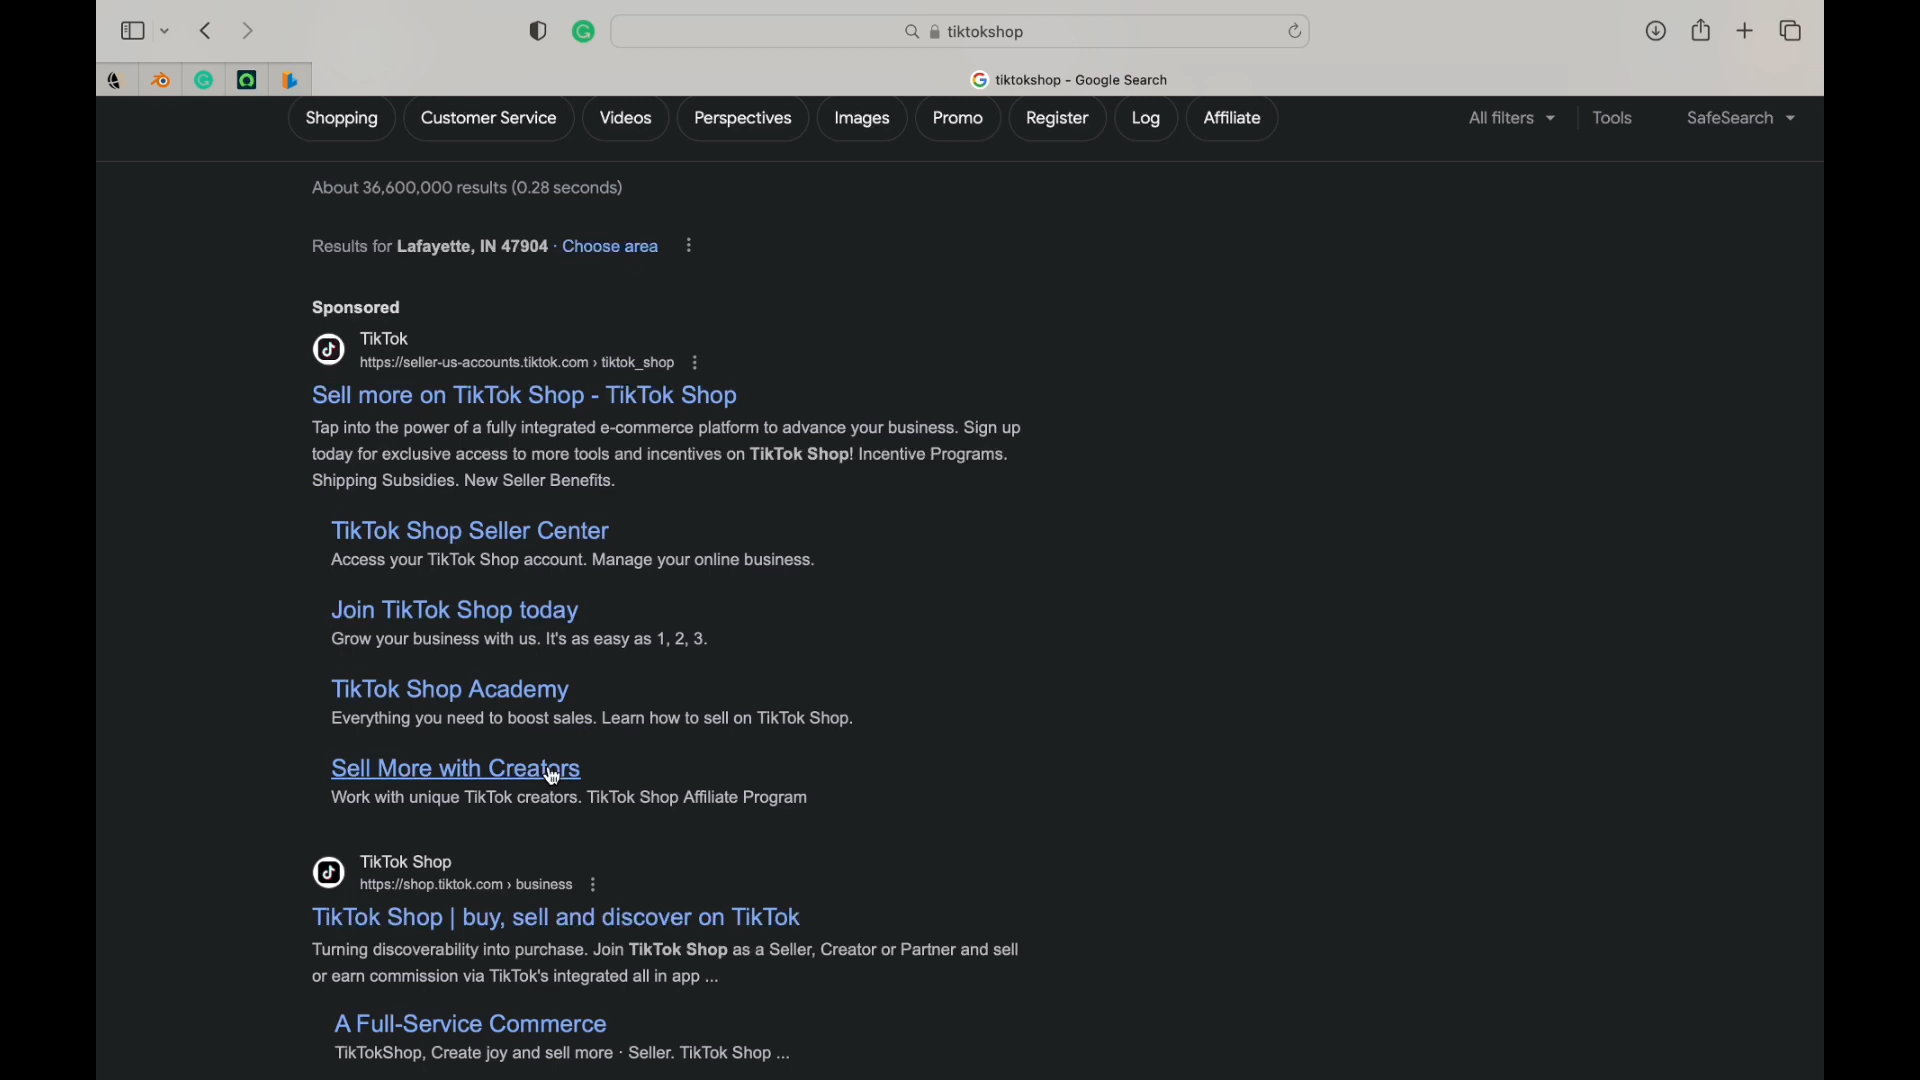 tiktokshop
tiktokshop - Google Search
Shopping
Customer Service
Videos
Perspectives
Images
Promo
Register
Log
Affiliate
All filters
Tools
SafeSearch
About 36,600,000 results (0.28 seconds)
Results for Lafayette, IN 47904 · Choose area
Sponsored
TikTok
https://seller-us-accounts.tiktok.com › tiktok_shop
Sell more on TikTok Shop - TikTok Shop
Tap into the power of a fully integrated e-commerce platform to advance your business. Sign up
today for exclusive access to more tools and incentives on TikTok Shop! Incentive Programs.
Shipping Subsidies. New Seller Benefits.
TikTok Shop Seller Center
Access your TikTok Shop account. Manage your online business.
Join TikTok Shop today
Grow your business with us. It's as easy as 1, 2, 3.
TikTok Shop Academy
Everything you need to boost sales. Learn how to sell on TikTok Shop.
Sell More with Creators
Work with unique TikTok creators. TikTok Shop Affiliate Program
TikTok Shop
https://shop.tiktok.com › business
TikTok Shop | buy, sell and discover on TikTok
Turning discoverability into purchase. Join TikTok Shop as a Seller, Creator or Partner and sell
or earn commission via TikTok's integrated all in app ...
A Full-Service Commerce
TikTokShop, Create joy and sell more · Seller. TikTok Shop ...